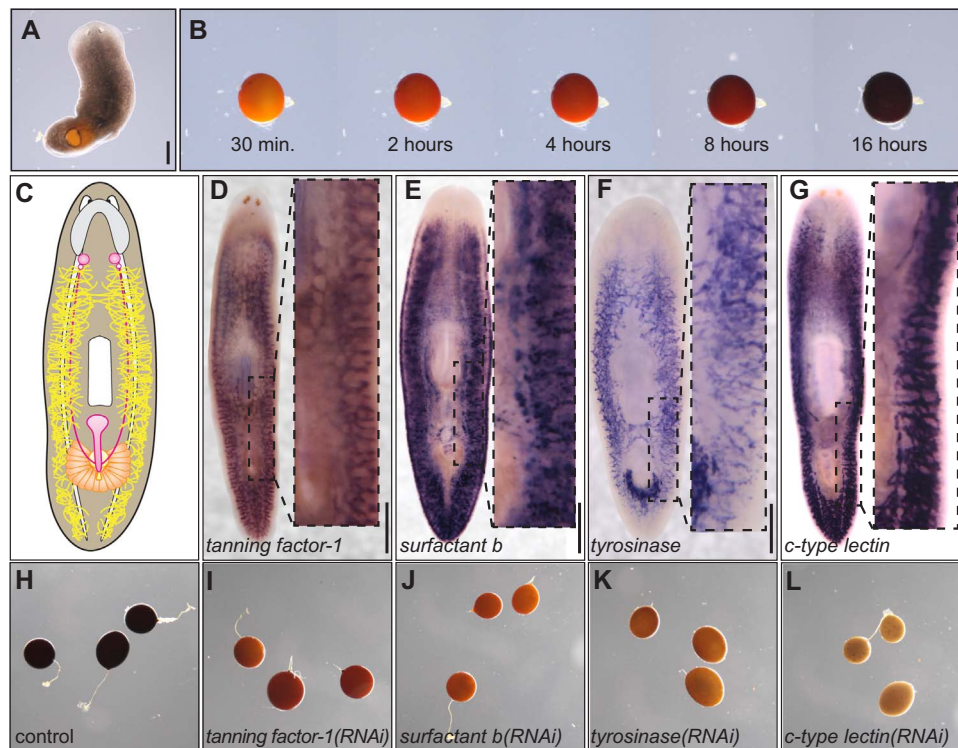 A
B
30 min.
2 hours
4 hours
8 hours
16 hours
C
D
E
F
G
tanning factor-1
surfactant b
tyrosinase
c-type lectin
H
I
J
K
L
control
tanning factor-1(RNAi)
surfactant b(RNAi)
tyrosinase(RNAi)
c-type lectin(RNAi)